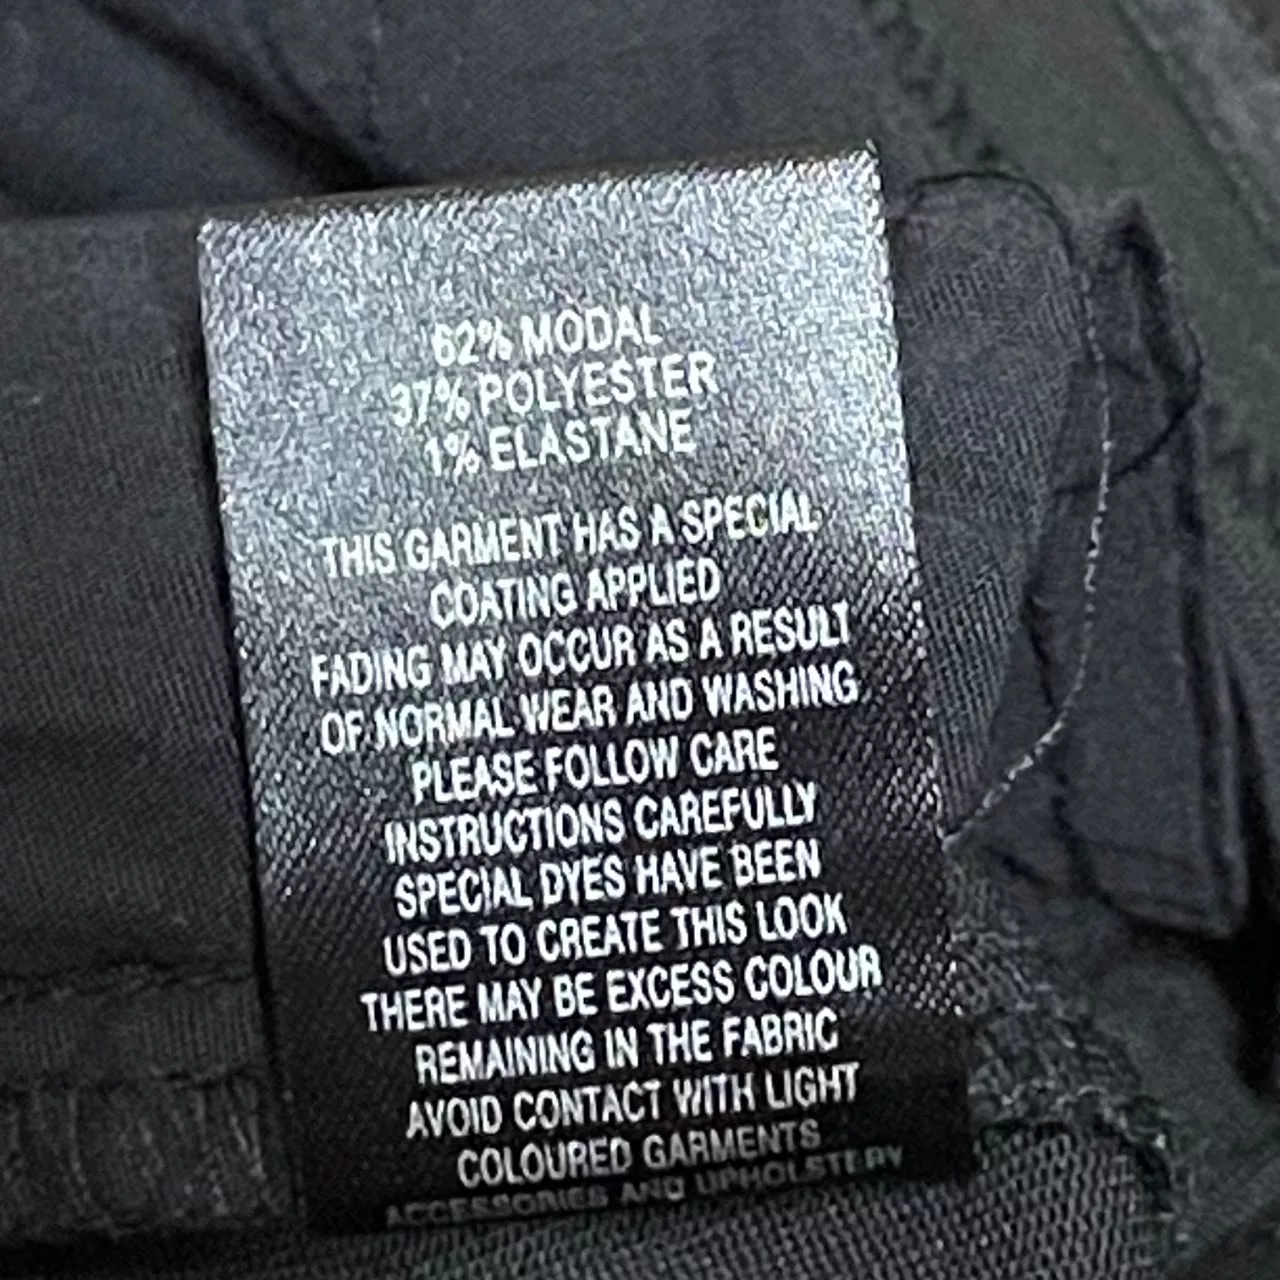 62% MODAL
37% POLYESTER
1% ELASTANE
THIS GARMENT HAS A SPECIAL
COATING APPLIED
FADING MAY OCCUR AS A RESULT
OF NORMAL WEAR AND WASHING
PLEASE FOLLOW CARE
INSTRUCTIONS CAREFULLY
SPECIAL DYES HAVE BEEN
USED TO CREATE THIS LOOK
THERE MAY BE EXCESS COLOUR
REMAINING IN THE FABRIC
AVOID CONTACT WITH LIGHT
COLOURED GARMENTS
ACCESSORIES AND UPHOLSTERY